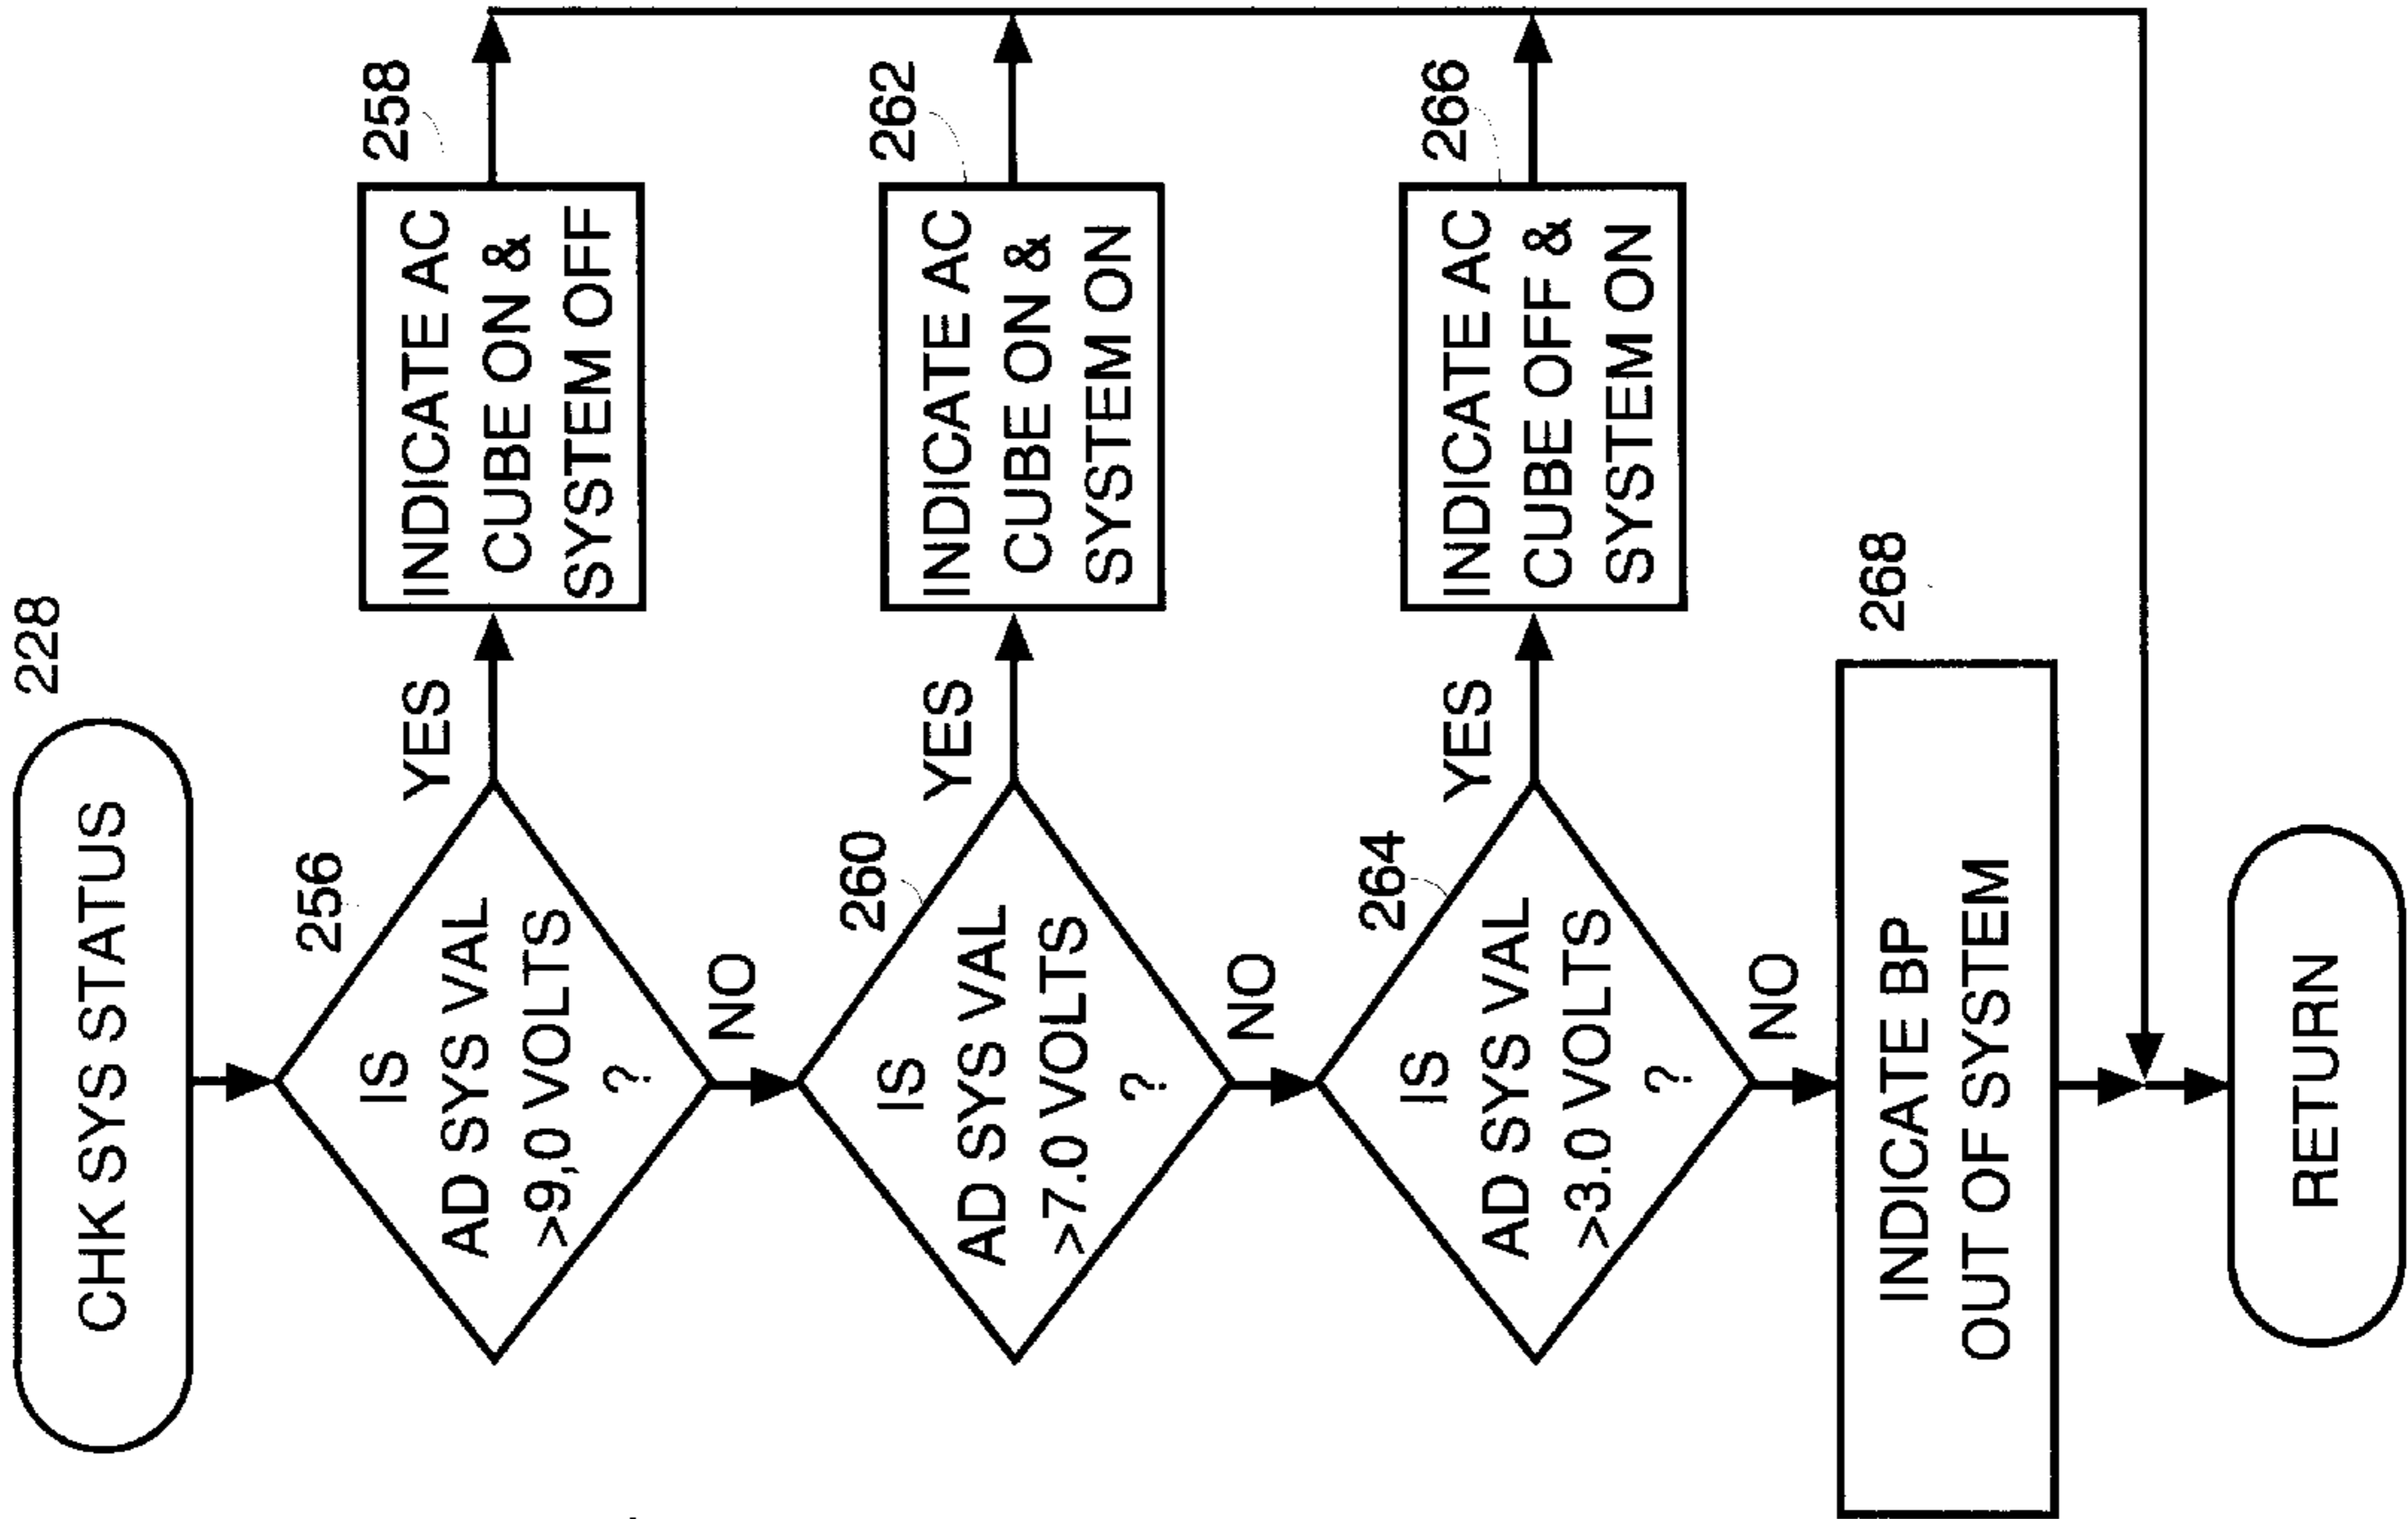 228
CHK SYS STATUS
256
IS
AD SYS VAL
>9,0 VOLTS
?
YES
258
INDICATE AC
CUBE ON &
SYSTEM OFF
NO
260
IS
AD SYS VAL
>7.0 VOLTS
?
YES
262
INDICATE AC
CUBE ON &
SYSTEM ON
NO
264
IS
AD SYS VAL
>3.0 VOLTS
?
YES
266
INDICATE AC
CUBE OFF &
SYSTEM ON
NO
268
INDICATE BP
OUT OF SYSTEM
RETURN